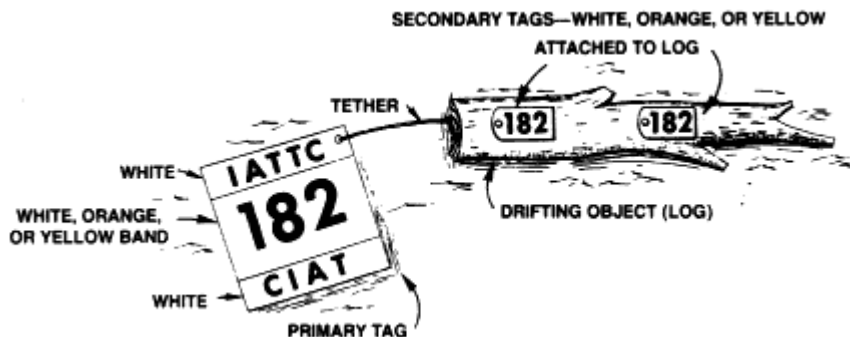 SECONDARY TAGS—WHITE, ORANGE, OR YELLOW
ATTACHED TO LOG
TETHER
182
182
IATTC
WHITE
WHITE, ORANGE,
OR YELLOW BAND
182
DRIFTING OBJECT (LOG)
CIAT
WHITE
PRIMARY TAG